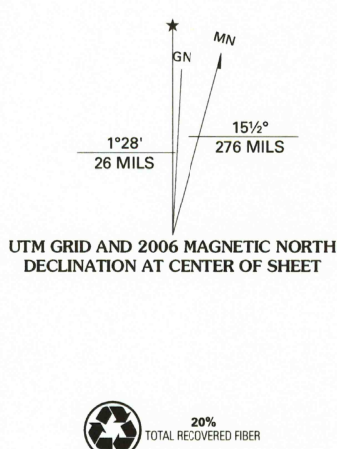 MN
GN
1°28'
26 MILS
15½°
276 MILS
UTM GRID AND 2006 MAGNETIC NORTH
DECLINATION AT CENTER OF SHEET
20%
TOTAL RECOVERED FIBER